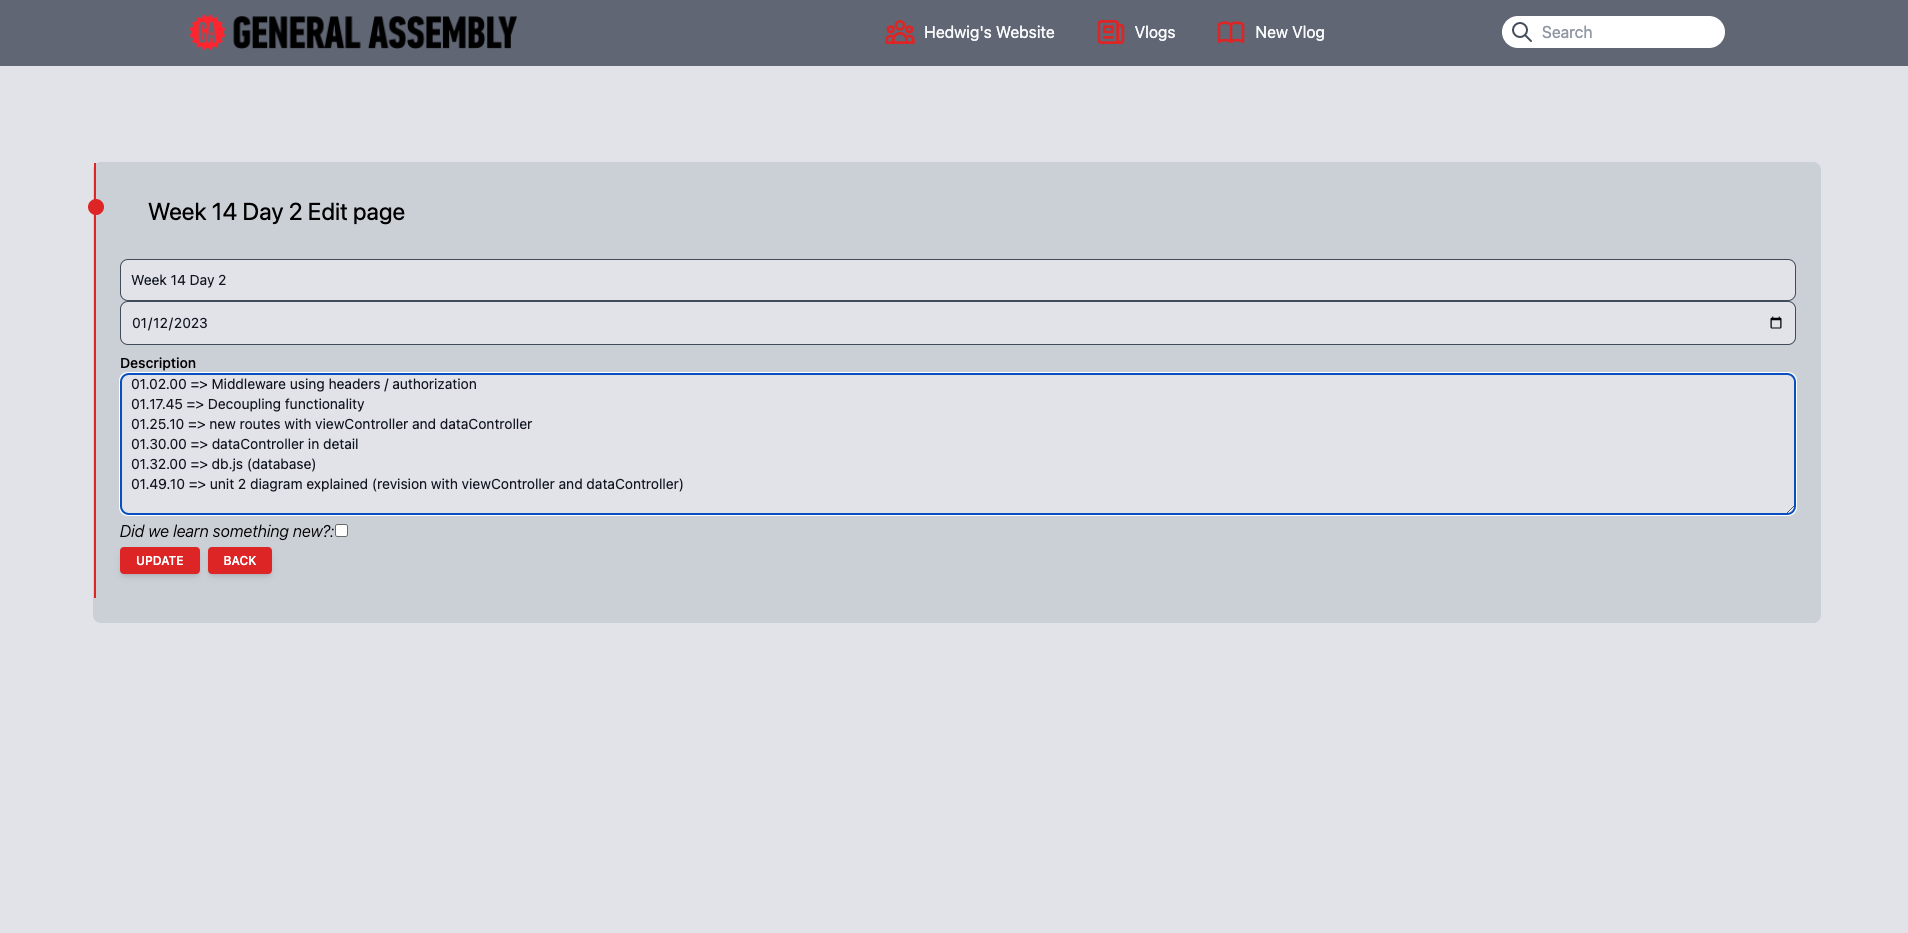 GA GENERAL ASSEMBLY
Hedwig's Website
Vlogs
New Vlog
Search
Week 14 Day 2 Edit page
Week 14 Day 2
01/12/2023
Description
01.02.00 => Middleware using headers / authorization
01.17.45 => Decoupling functionality
01.25.10 => new routes with viewController and dataController
01.30.00 => dataController in detail
01.32.00 => db.js (database)
01.49.10 => unit 2 diagram explained (revision with viewController and dataController)
Did we learn something new?:
UPDATE
BACK